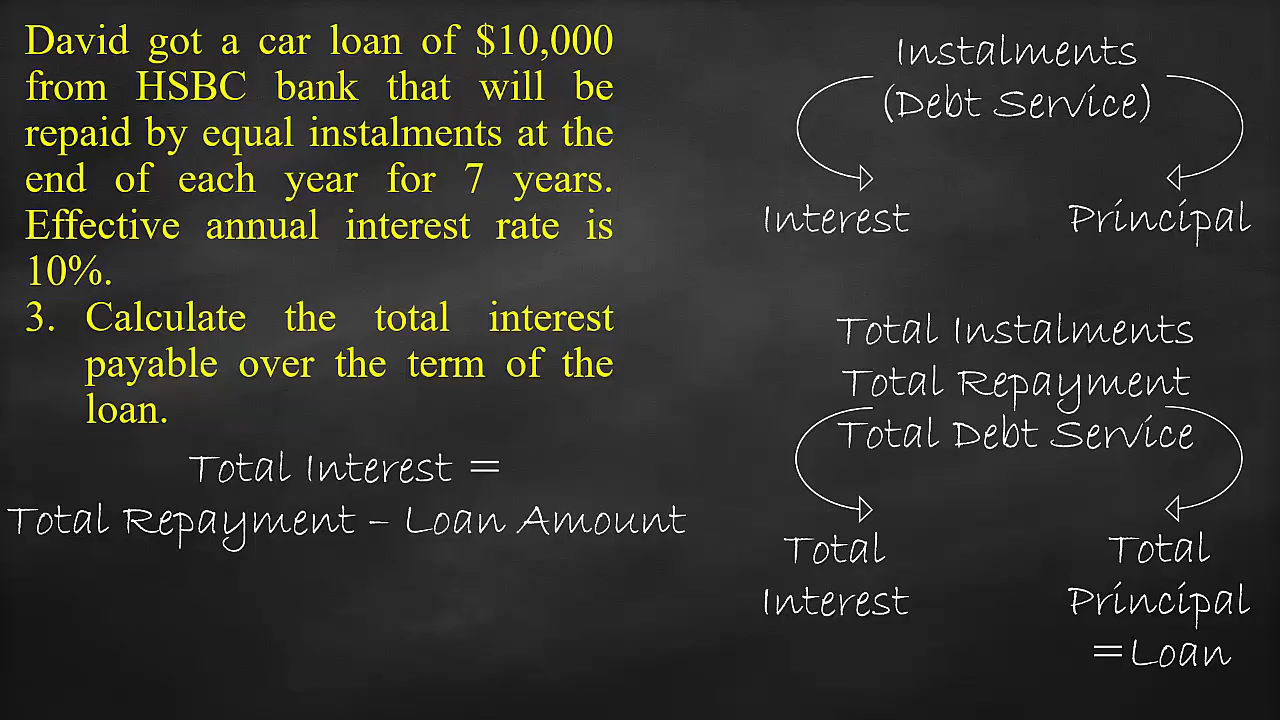 David got a car loan of $10,000
from HSBC bank that will be
repaid by equal instalments at the
end of each year for 7 years.
Effective annual interest rate is
10%.
3. Calculate the total interest
payable over the term of the
loan.
Total Interest =
Total Repayment – Loan Amount
Instalments
(Debt Service)
Interest Principal
Total Instalments
Total Repayment
Total Debt Service
Total Total
Interest Principal
= Loan